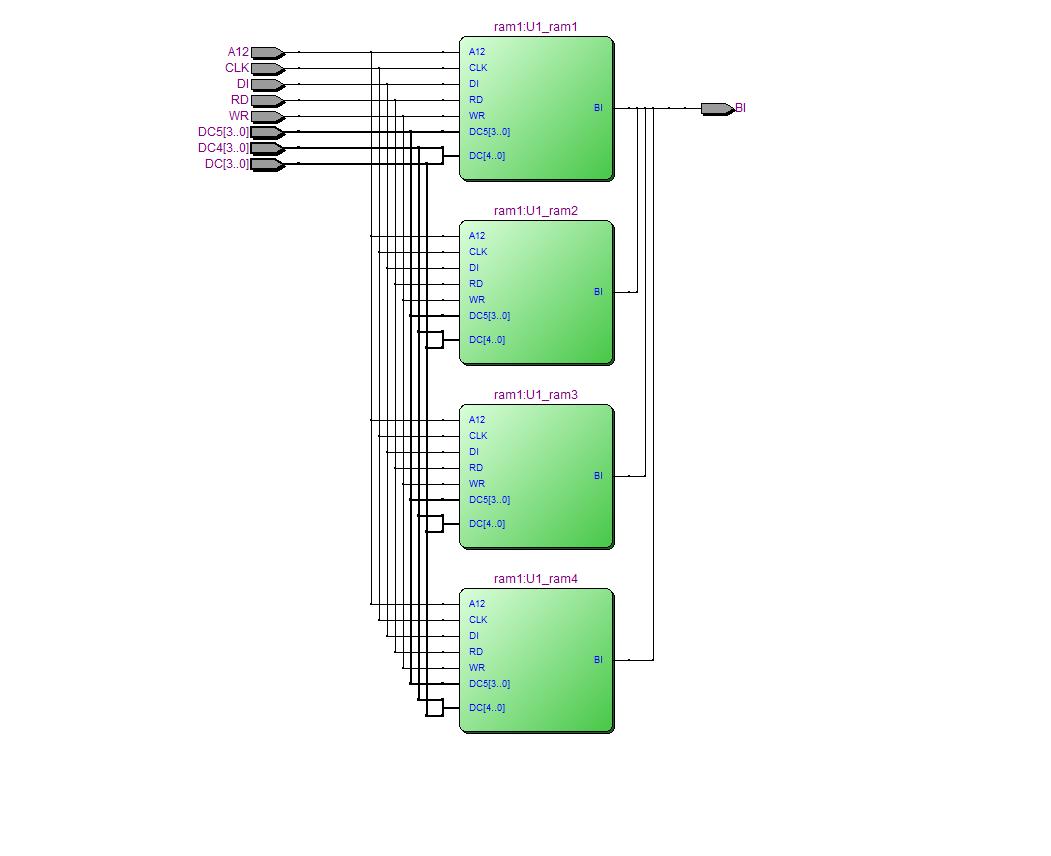 ram1:U1_ram1
A12
CLK
DI
RD
WR
DC5[3..0]
DC4[3..0]
DC[3..0]
A12
CLK
DI
RD
WR
DC5[3..0]
DC[4..0]
BI
BI
ram1:U1_ram2
A12
CLK
DI
RD
WR
DC5[3..0]
DC[4..0]
BI
ram1:U1_ram3
A12
CLK
DI
RD
WR
DC5[3..0]
DC[4..0]
BI
ram1:U1_ram4
A12
CLK
DI
RD
WR
DC5[3..0]
DC[4..0]
BI